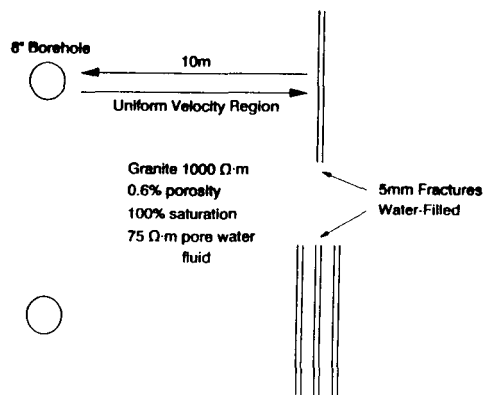 8" Borehole
10m
Uniform Velocity Region
Granite 1000 Ω·m
0.6% porosity
100% saturation
75 Ω·m pore water
fluid
5mm Fractures
Water-Filled